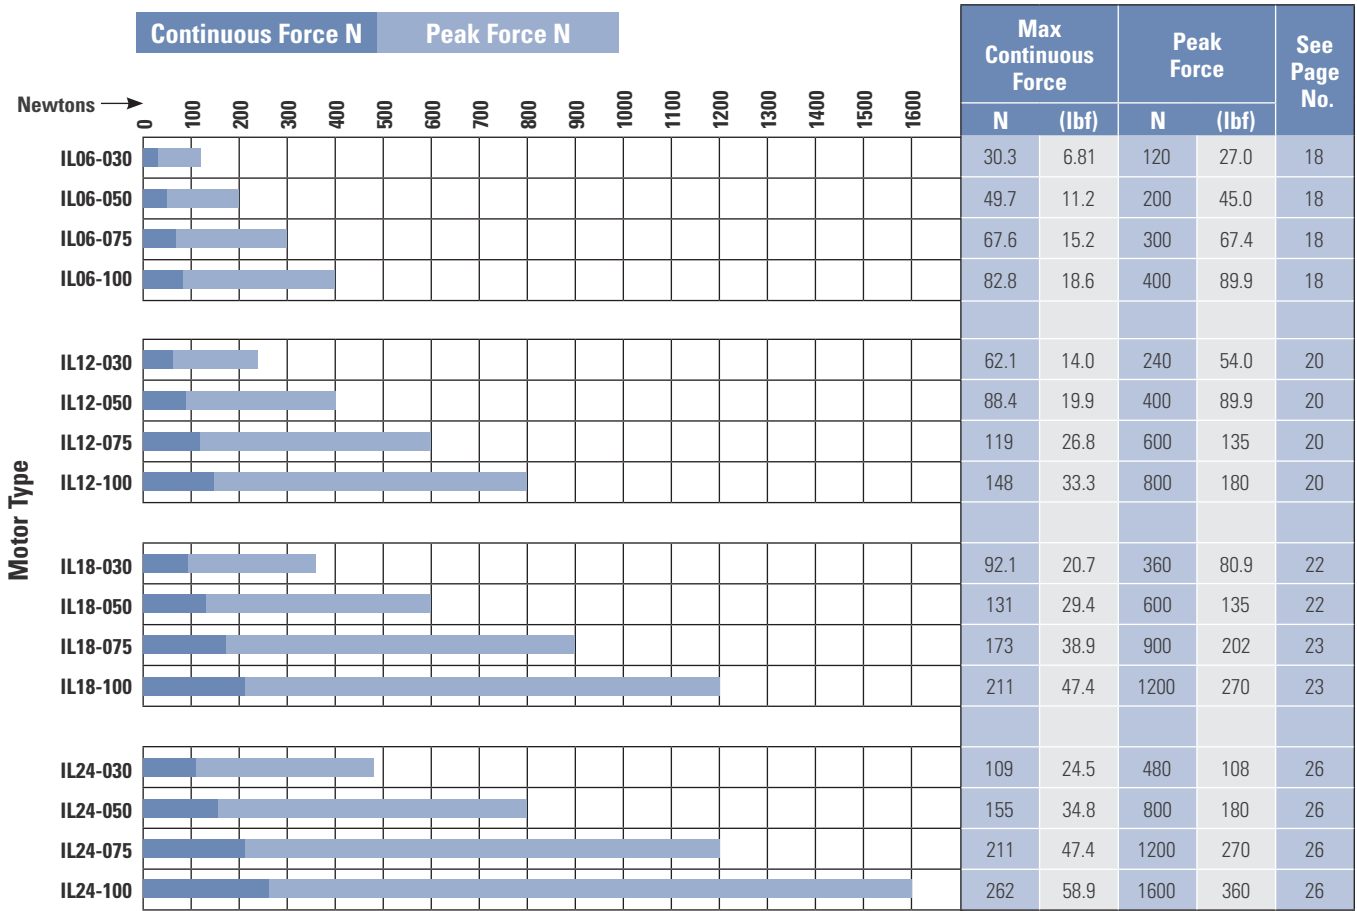 Continuous Force N Peak Force N
Newtons
0 100 200 300 400 500 600 700 800 900 1000 1100 1200 1300 1400 1500 1600
Max Continuous Force Peak Force See Page No.
N (lbf) N (lbf)
Motor Type
IL06-030 30.3 6.81 120 27.0 18
IL06-050 49.7 11.2 200 45.0 18
IL06-075 67.6 15.2 300 67.4 18
IL06-100 82.8 18.6 400 89.9 18
IL12-030 62.1 14.0 240 54.0 20
IL12-050 88.4 19.9 400 89.9 20
IL12-075 119 26.8 600 135 20
IL12-100 148 33.3 800 180 20
IL18-030 92.1 20.7 360 80.9 22
IL18-050 131 29.4 600 135 22
IL18-075 173 38.9 900 202 23
IL18-100 211 47.4 1200 270 23
IL24-030 109 24.5 480 108 26
IL24-050 155 34.8 800 180 26
IL24-075 211 47.4 1200 270 26
IL24-100 262 58.9 1600 360 26